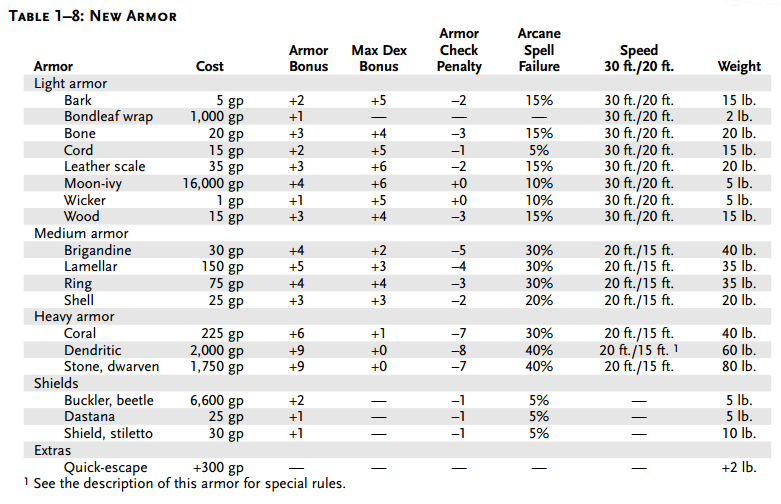 TABLE 1–8: NEW ARMOR
Armor Arcane
Armor Max Dex Check Spell Speed
Armor Cost Bonus Bonus Penalty Failure 30 ft./20 ft. Weight
Light armor
Bark 5 gp +2 +5 –2 15% 30 ft./20 ft. 15 lb.
Bondleaf wrap 1,000 gp +1 — — — 30 ft./20 ft. 2 lb.
Bone 20 gp +3 +4 –3 15% 30 ft./20 ft. 20 lb.
Cord 15 gp +2 +5 –1 5% 30 ft./20 ft. 15 lb.
Leather scale 35 gp +3 +6 –2 15% 30 ft./20 ft. 20 lb.
Moon-ivy 16,000 gp +4 +6 +0 10% 30 ft./20 ft. 5 lb.
Wicker 1 gp +1 +5 +0 10% 30 ft./20 ft. 5 lb.
Wood 15 gp +3 +4 –3 15% 30 ft./20 ft. 15 lb.
Medium armor
Brigandine 30 gp +4 +2 –5 30% 20 ft./15 ft. 40 lb.
Lamellar 150 gp +5 +3 –4 30% 20 ft./15 ft. 35 lb.
Ring 75 gp +4 +4 –3 30% 20 ft./15 ft. 35 lb.
Shell 25 gp +3 +3 –2 20% 20 ft./15 ft. 20 lb.
Heavy armor
Coral 225 gp +6 +1 –7 30% 20 ft./15 ft. 40 lb.
Dendritic 2,000 gp +9 +0 –8 40% 20 ft./15 ft. 1 60 lb.
Stone, dwarven 1,750 gp +9 +0 –7 40% 20 ft./15 ft. 80 lb.
Shields
Buckler, beetle 6,600 gp +2 — –1 5% — 5 lb.
Dastana 25 gp +1 — –1 5% — 5 lb.
Shield, stiletto 30 gp +1 — –1 5% — 10 lb.
Extras
Quick-escape +300 gp — — — — — +2 lb.
1 See the description of this armor for special rules.